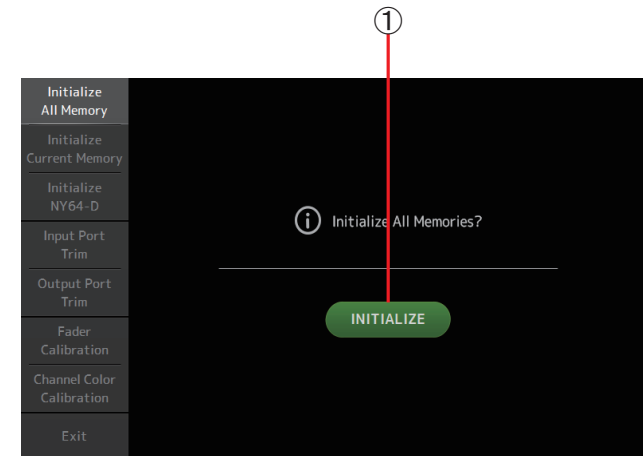 ①
Initialize
All Memory
Initialize
Current Memory
Initialize
NY64-D
Input Port
Trim
Output Port
Trim
Fader
Calibration
Channel Color
Calibration
Exit
Initialize All Memories?
INITIALIZE